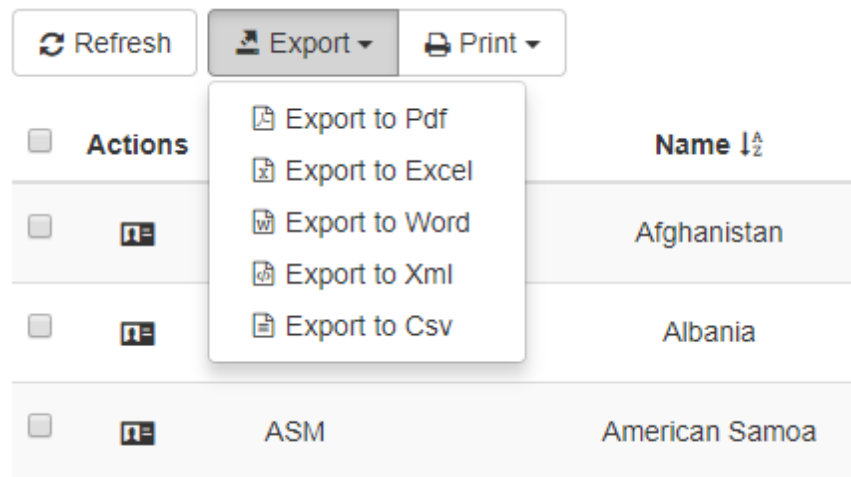 Refresh Export Print
Export to Pdf
Actions Name
Export to Excel
Export to Word
Afghanistan
Export to Xml
Export to Csv
Albania
ASM American Samoa